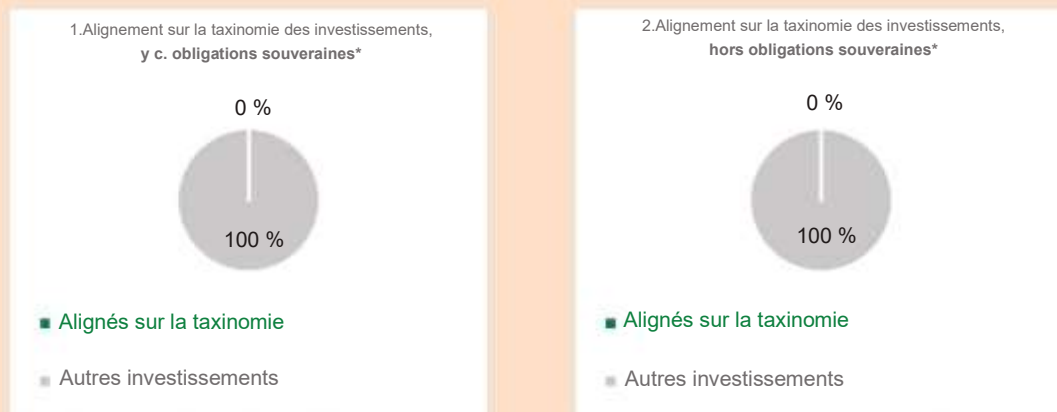 1.Alignement sur la taxinomie des investissements,
y c. obligations souveraines*
0 %
100 %
Alignés sur la taxinomie
Autres investissements
2.Alignement sur la taxinomie des investissements,
hors obligations souveraines*
0 %
100 %
Alignés sur la taxinomie
Autres investissements